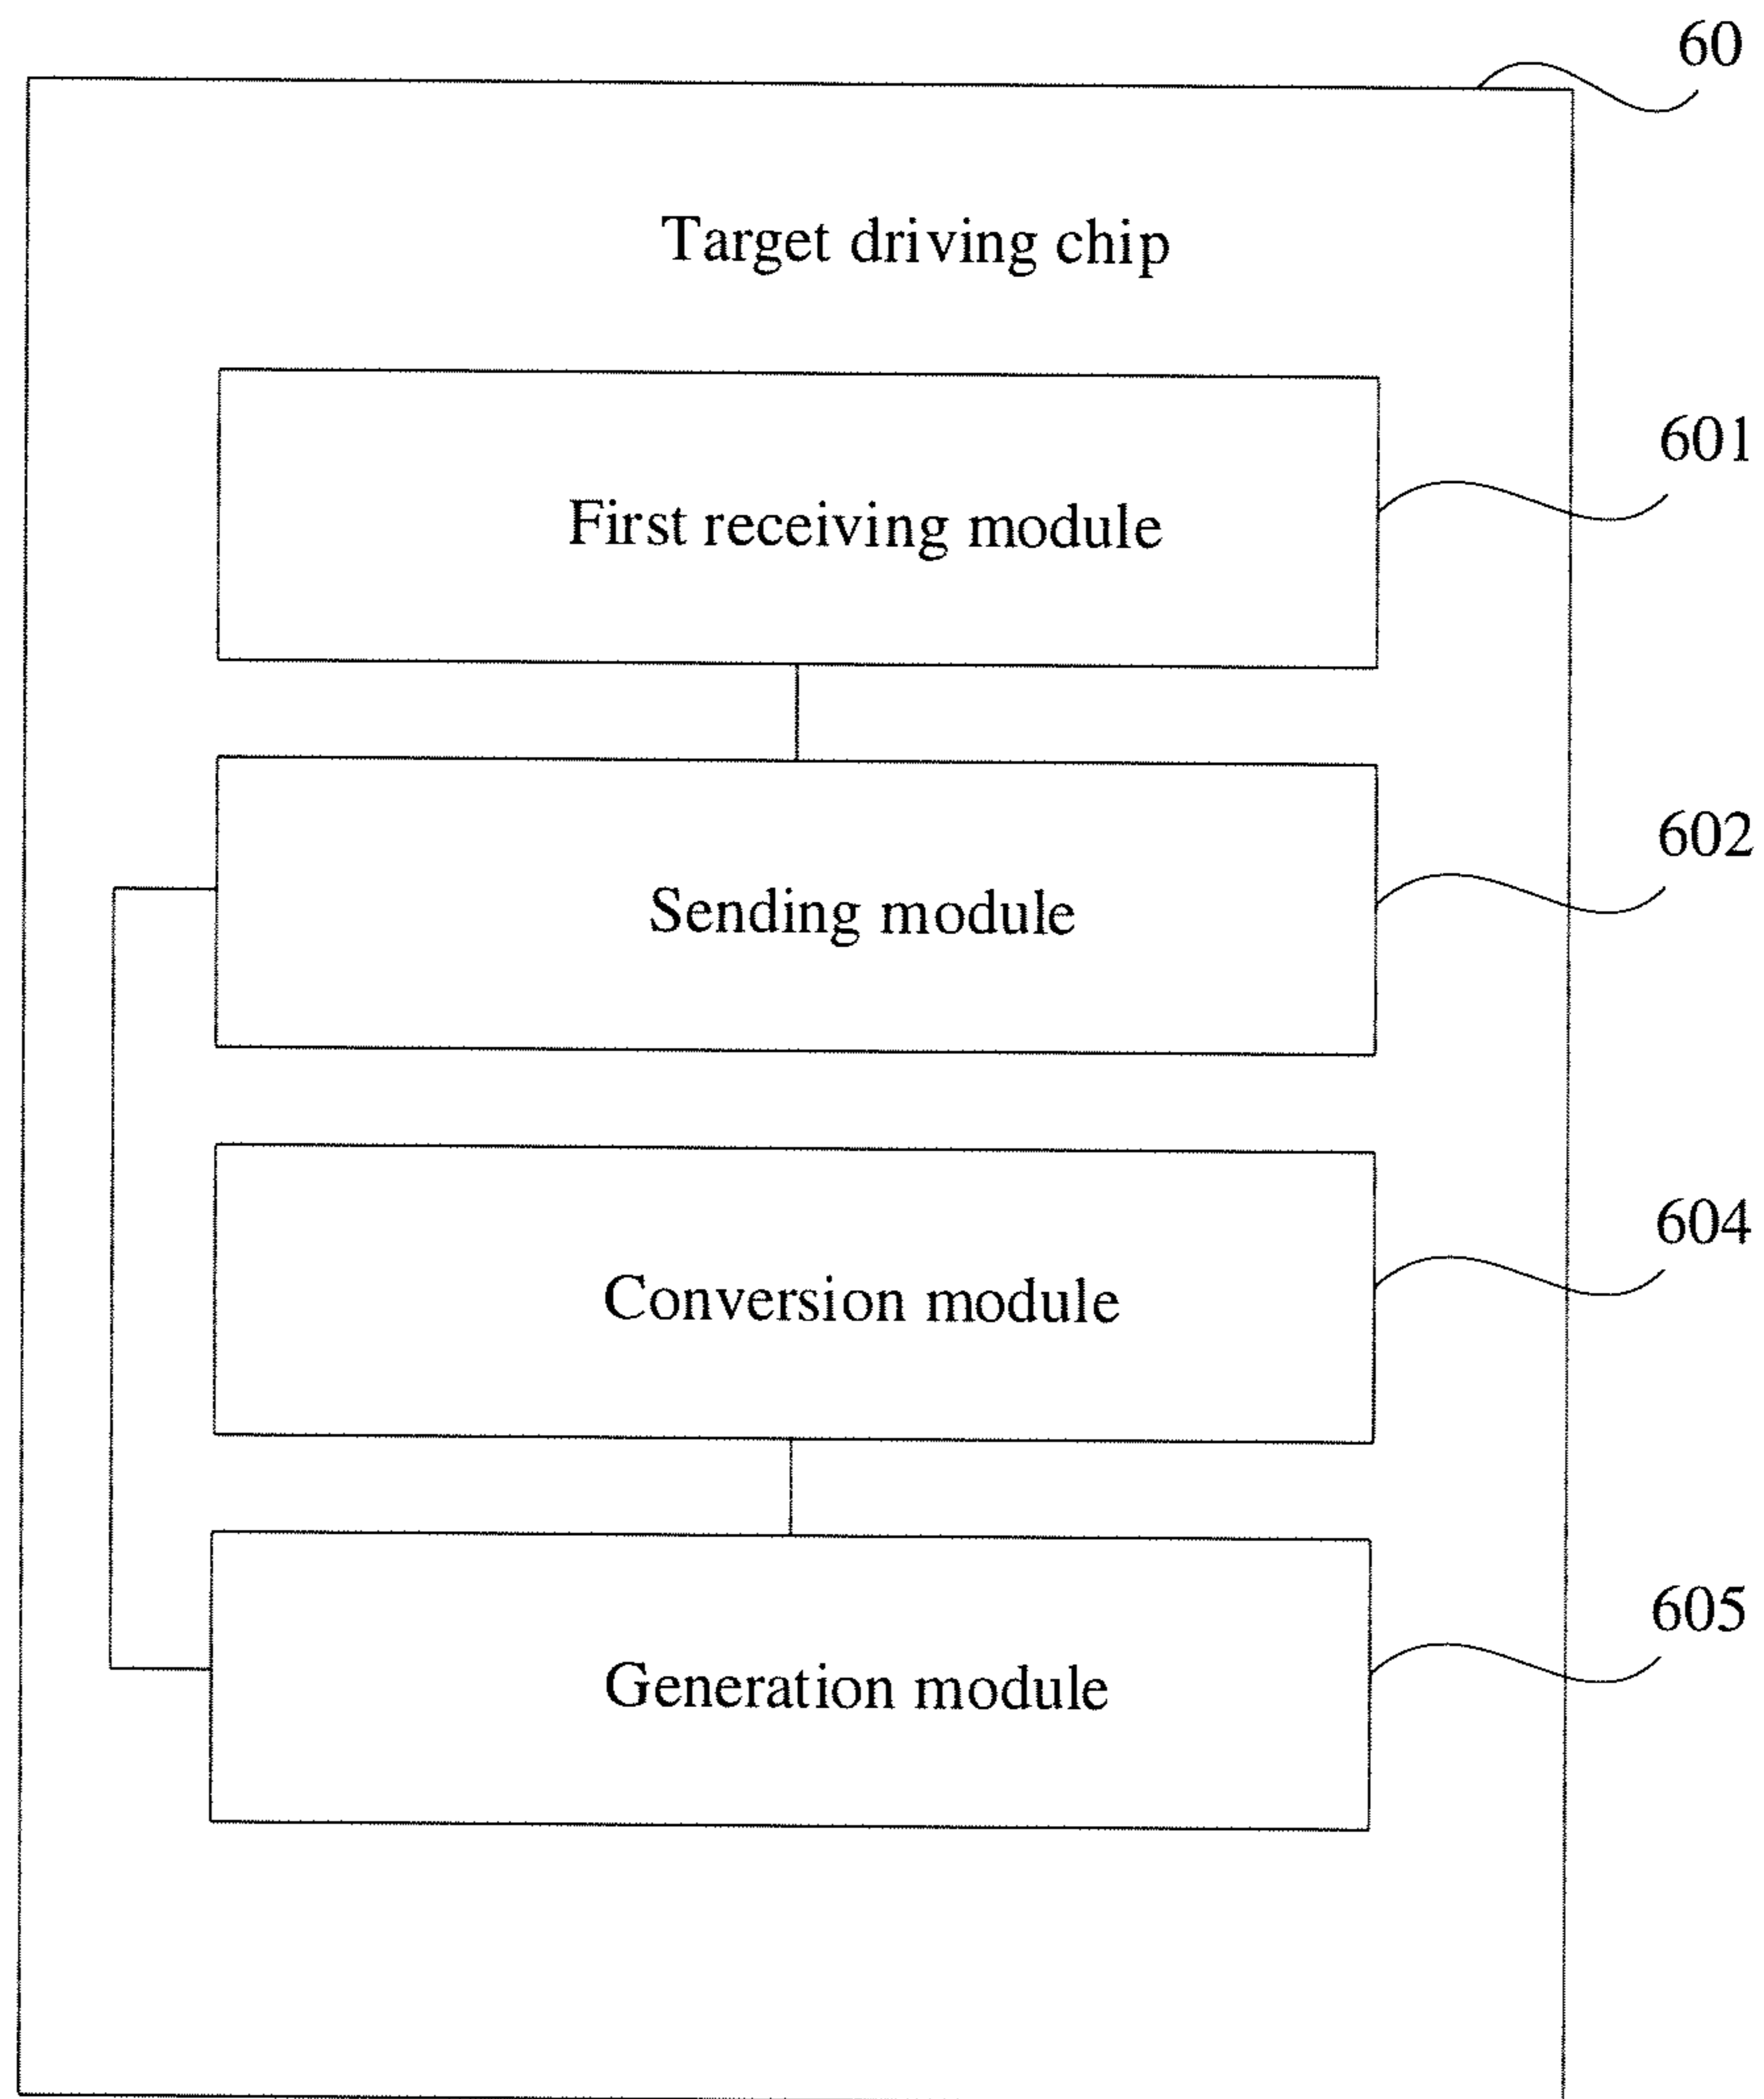 60
Target driving chip
601
First receiving module
602
Sending module
604
Conversion module
605
Generation module